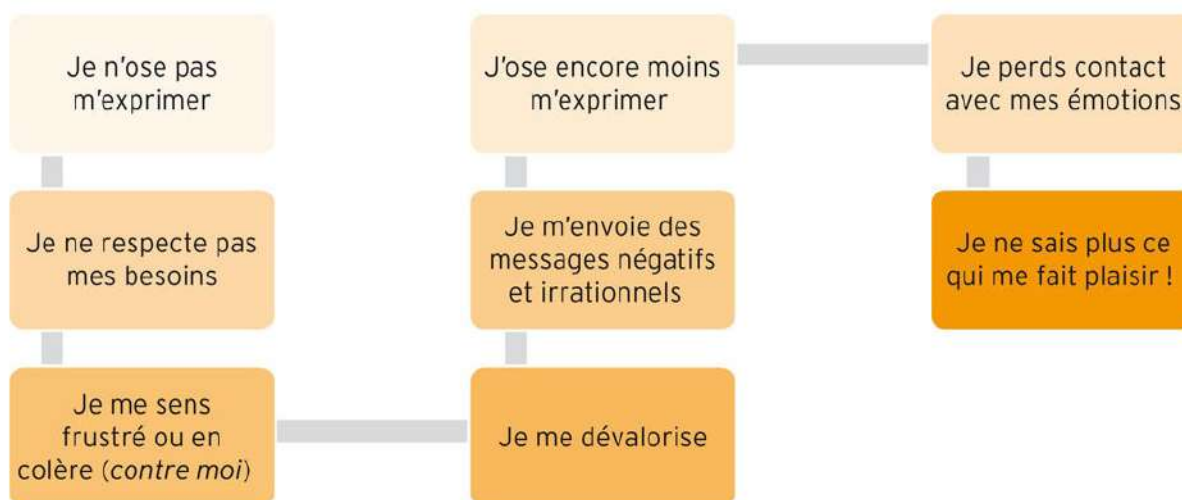 Je n'ose pas
m'exprimer
Je ne respecte pas
mes besoins
Je me sens
frustré ou en
colère (contre moi)
Je me dévalorise
Je m'envoie des
messages négatifs
et irrationnels
J'ose encore moins
m'exprimer
Je perds contact
avec mes émotions
Je ne sais plus ce
qui me fait plaisir !